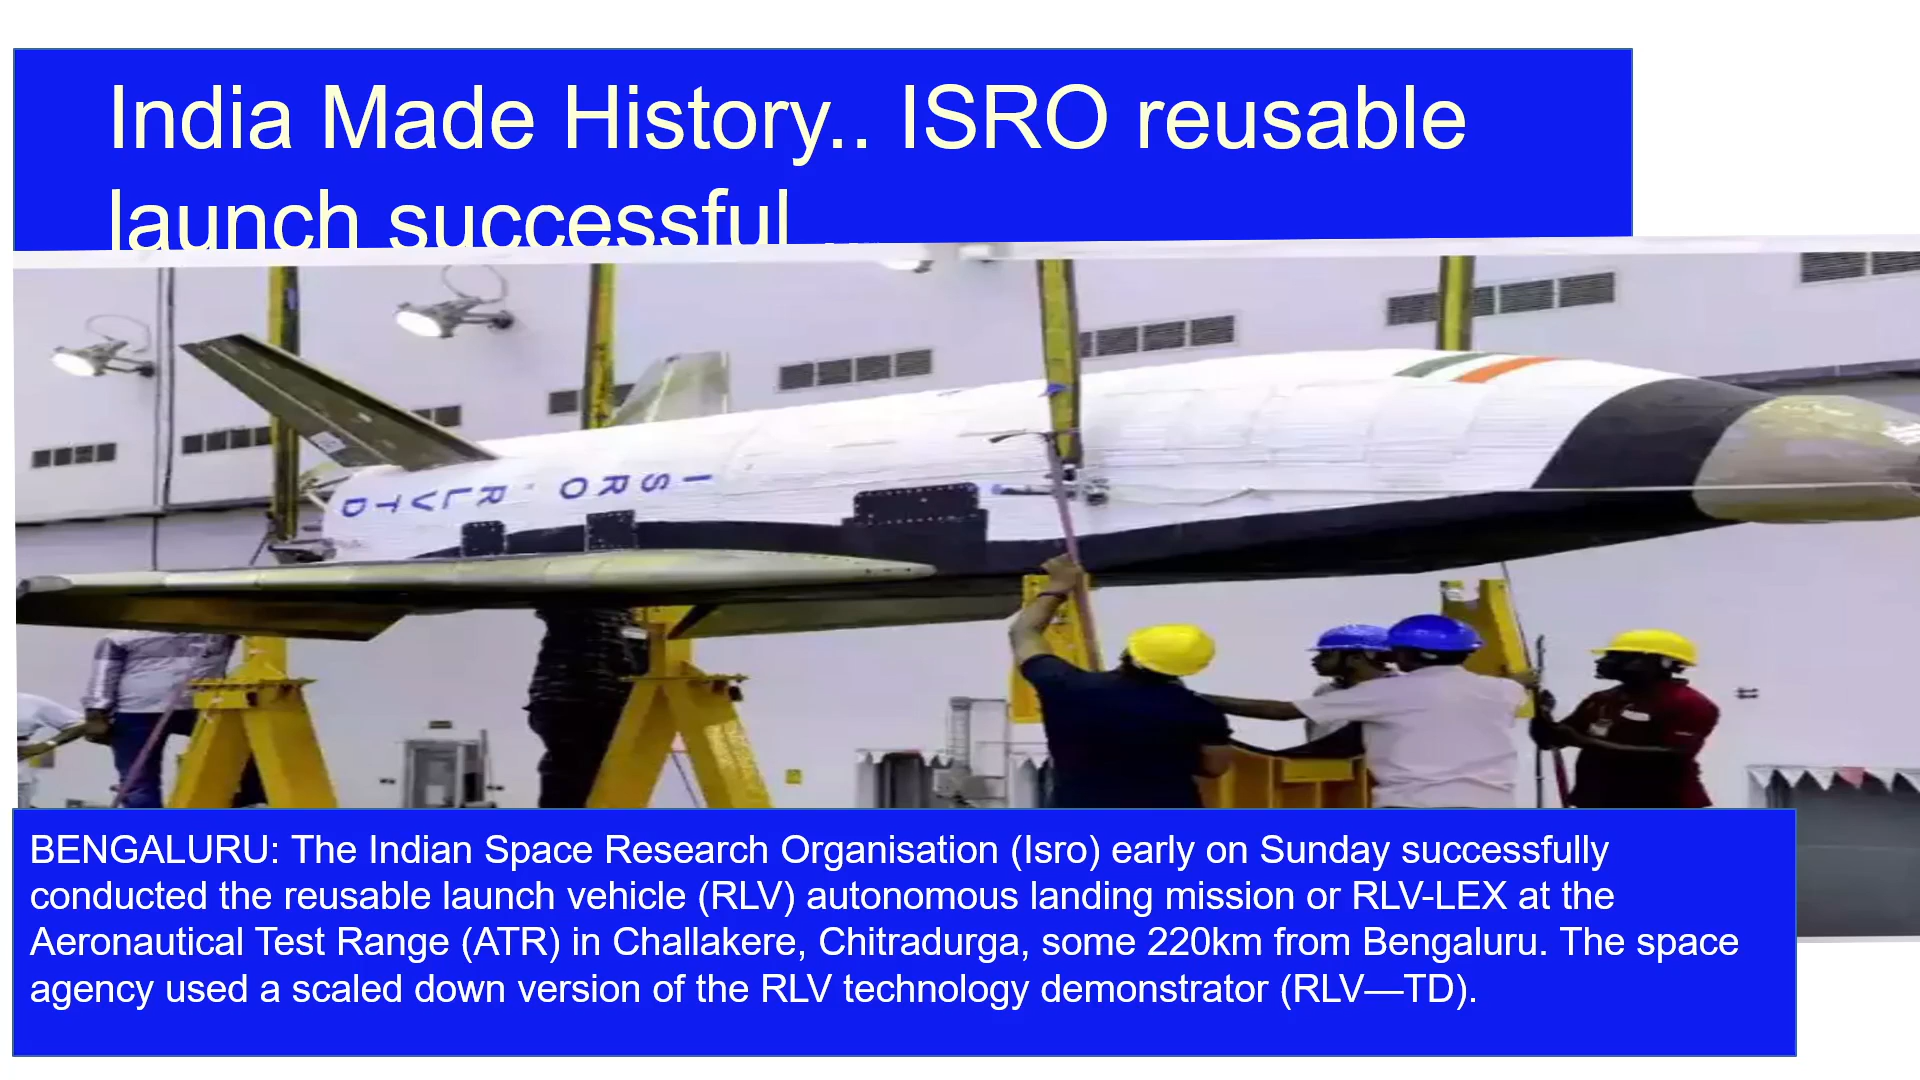 India Made History.. ISRO reusable
launch successful
ISRO RLVTD
BENGALURU: The Indian Space Research Organisation (Isro) early on Sunday successfully
conducted the reusable launch vehicle (RLV) autonomous landing mission or RLV-LEX at the
Aeronautical Test Range (ATR) in Challakere, Chitradurga, some 220km from Bengaluru. The space
agency used a scaled down version of the RLV technology demonstrator (RLV—TD).